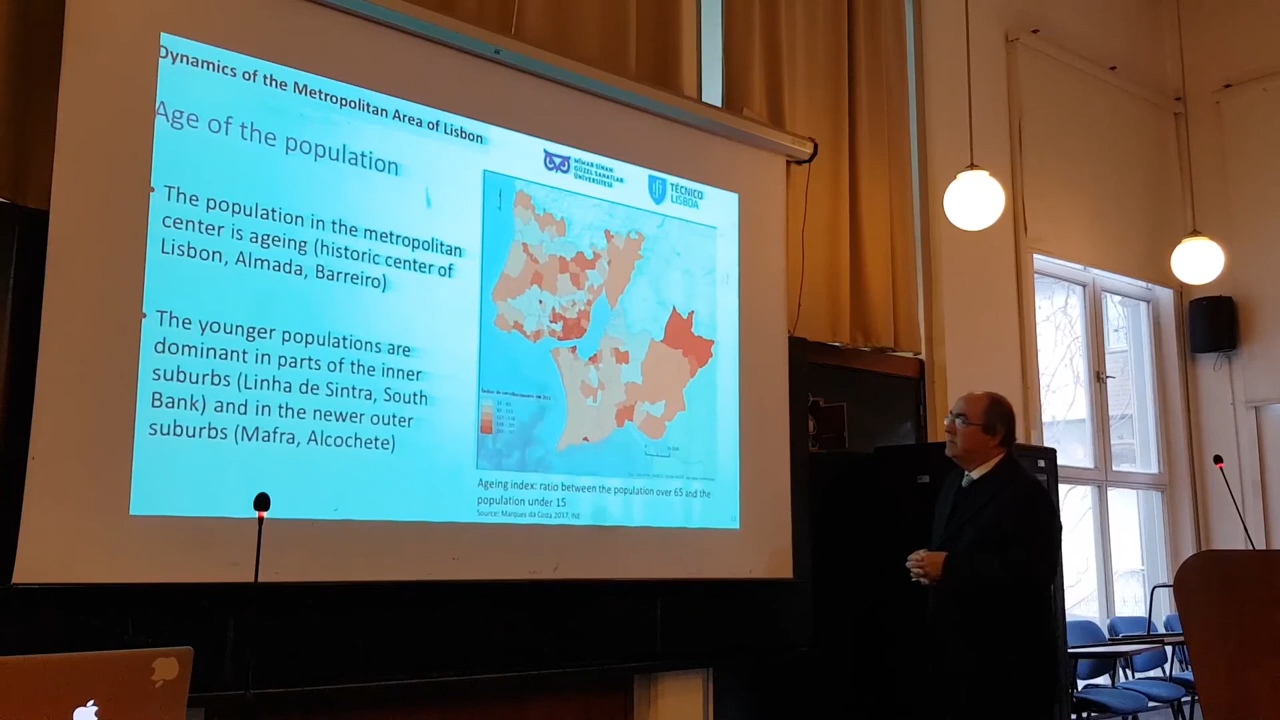 Dynamics of the Metropolitan Area of Lisbon
Age of the population
MİMAR SİNAN
GÜZEL SANATLAR
ÜNİVERSİTESİ
TÉCNICO
LISBOA
The population in the metropolitan
center is ageing (historic center of
Lisbon, Almada, Barreiro)
The younger populations are
dominant in parts of the inner
suburbs (Linha de Sintra, South
Bank) and in the newer outer
suburbs (Mafra, Alcochete)
Ageing index: ratio between the population over 65 and the
population under 15
Source: Marques da Costa 2017, INE